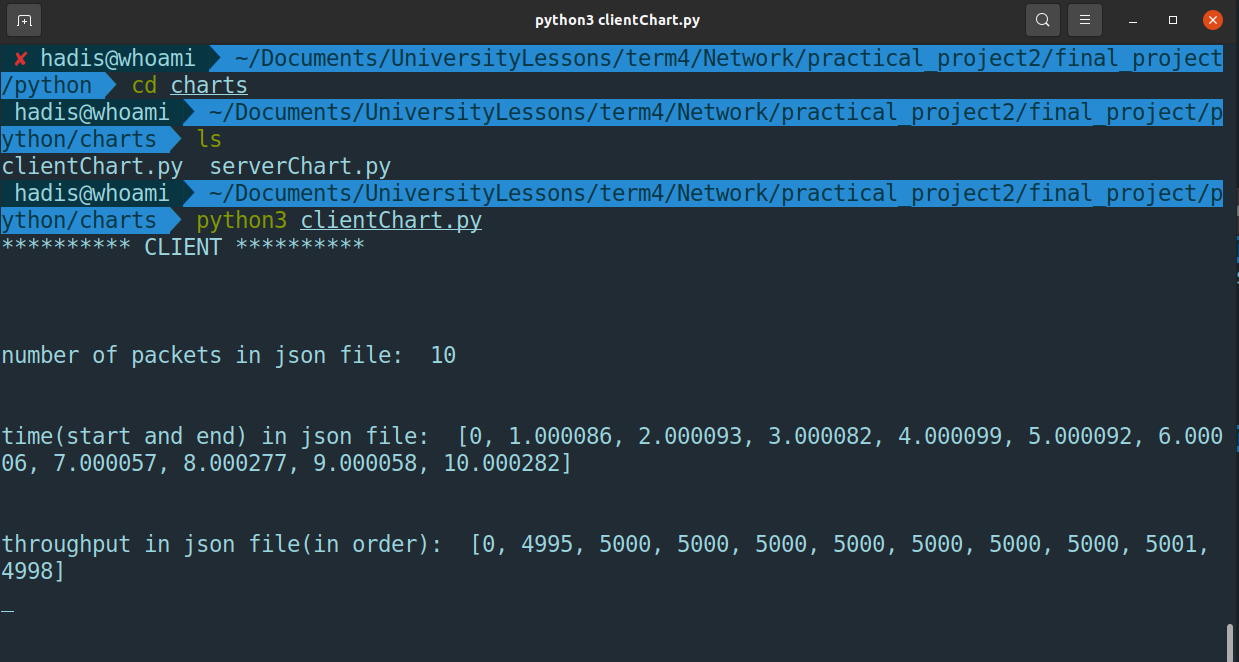 python3 clientChart.py
✘ hadis@whoami ~/Documents/UniversityLessons/term4/Network/practical_project2/final_project
/python cd charts
hadis@whoami ~/Documents/UniversityLessons/term4/Network/practical_project2/final_project/p
ython/charts ls
clientChart.py serverChart.py
hadis@whoami ~/Documents/UniversityLessons/term4/Network/practical_project2/final_project/p
ython/charts python3 clientChart.py
********** CLIENT **********
number of packets in json file: 10
time(start and end) in json file: [0, 1.000086, 2.000093, 3.000082, 4.000099, 5.000092, 6.000
06, 7.000057, 8.000277, 9.000058, 10.000282]
throughput in json file(in order): [0, 4995, 5000, 5000, 5000, 5000, 5000, 5000, 5000, 5001,
4998]